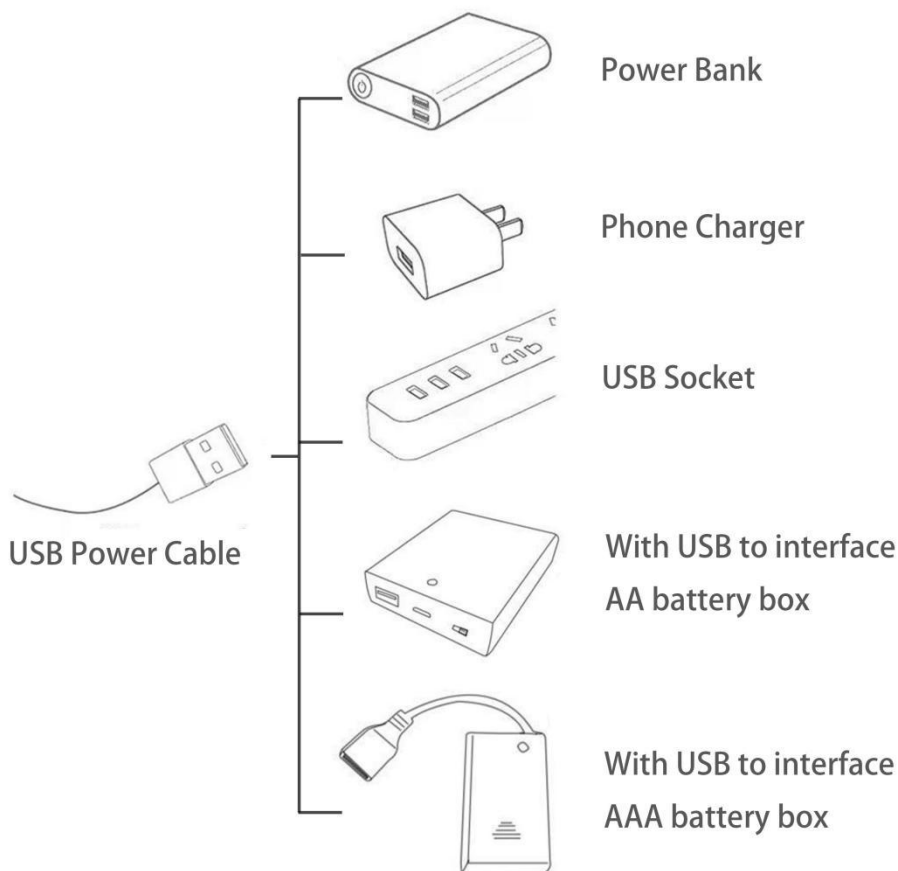 Power Bank
Phone Charger
USB Socket
USB Power Cable
With USB to interface
AA battery box
With USB to interface
AAA battery box